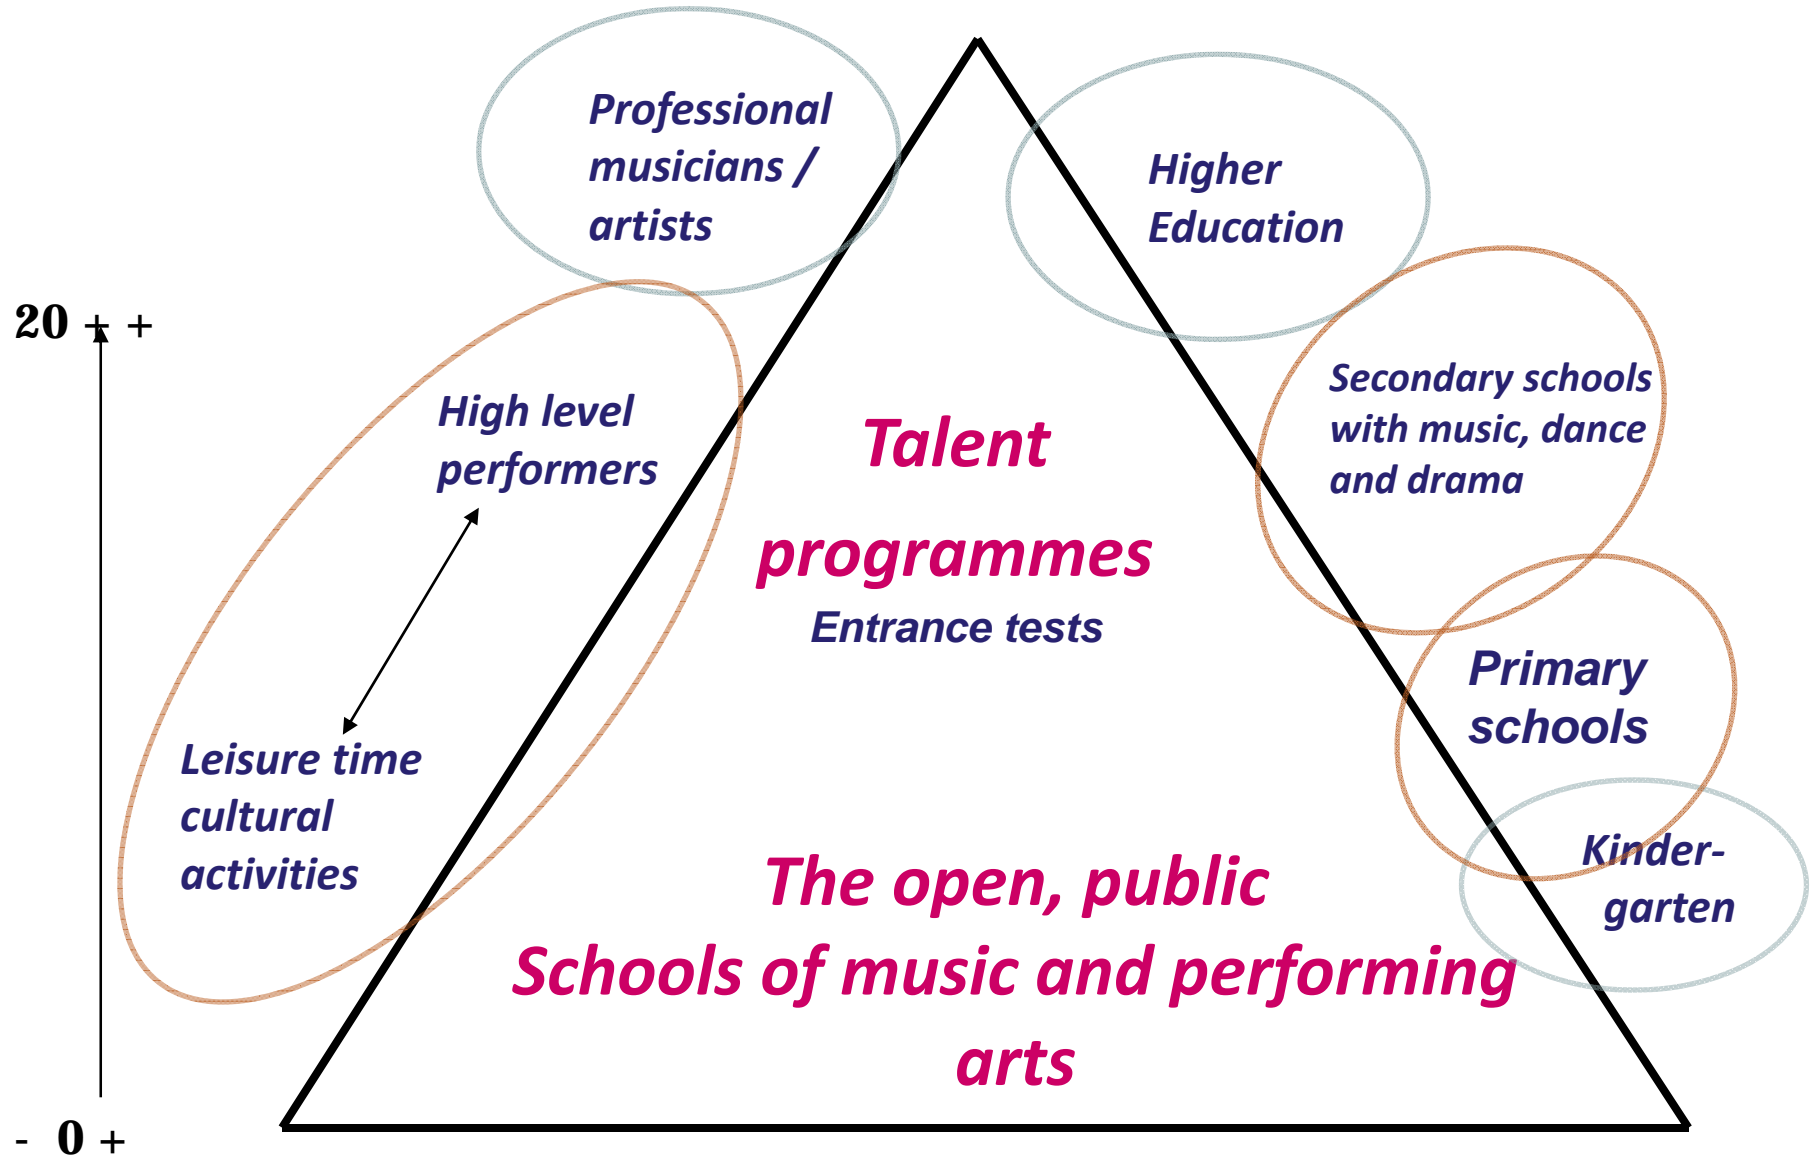 Professional
musicians /
artists
Higher
Education
20 + +
High level
performers
Secondary schools
with music, dance
and drama
Talent
programmes
Entrance tests
Primary
schools
Leisure time
cultural
activities
Kinder-
garten
The open, public
Schools of music and performing
arts
- 0 +